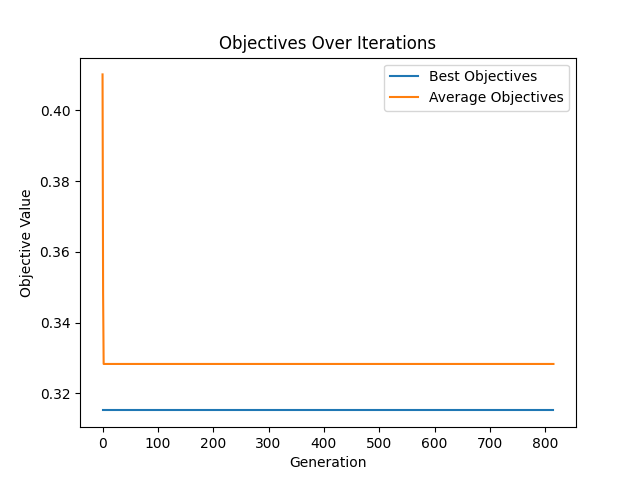 Objectives Over Iterations
Best Objectives
Average Objectives
Objective Value
0.40
0.38
0.36
0.34
0.32
0 100 200 300 400 500 600 700 800
Generation